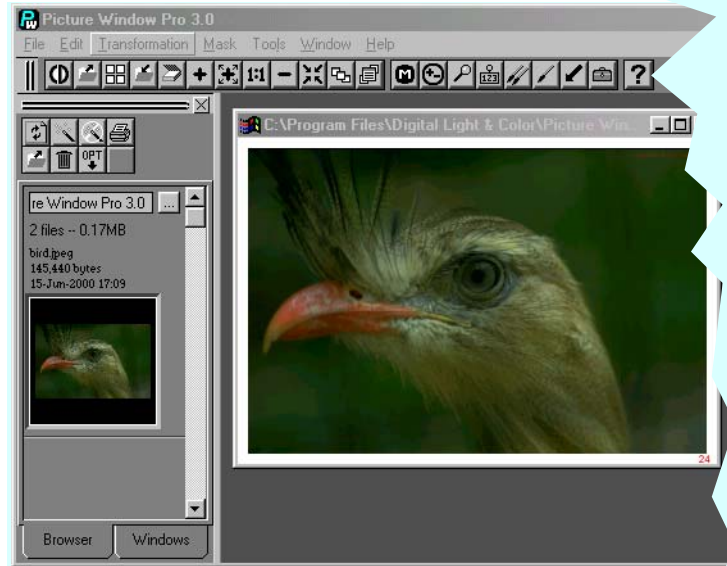 Picture Window Pro 3.0
File Edit Transformation Mask Tools Window Help
1:1 M 123 ?
C:\Program Files\Digital Light & Color\Picture Win...
OPT
re Window Pro 3.0 ...
2 files -- 0.17MB
bird.jpeg
145,440 bytes
15-Jun-2000 17:09
24
Browser Windows